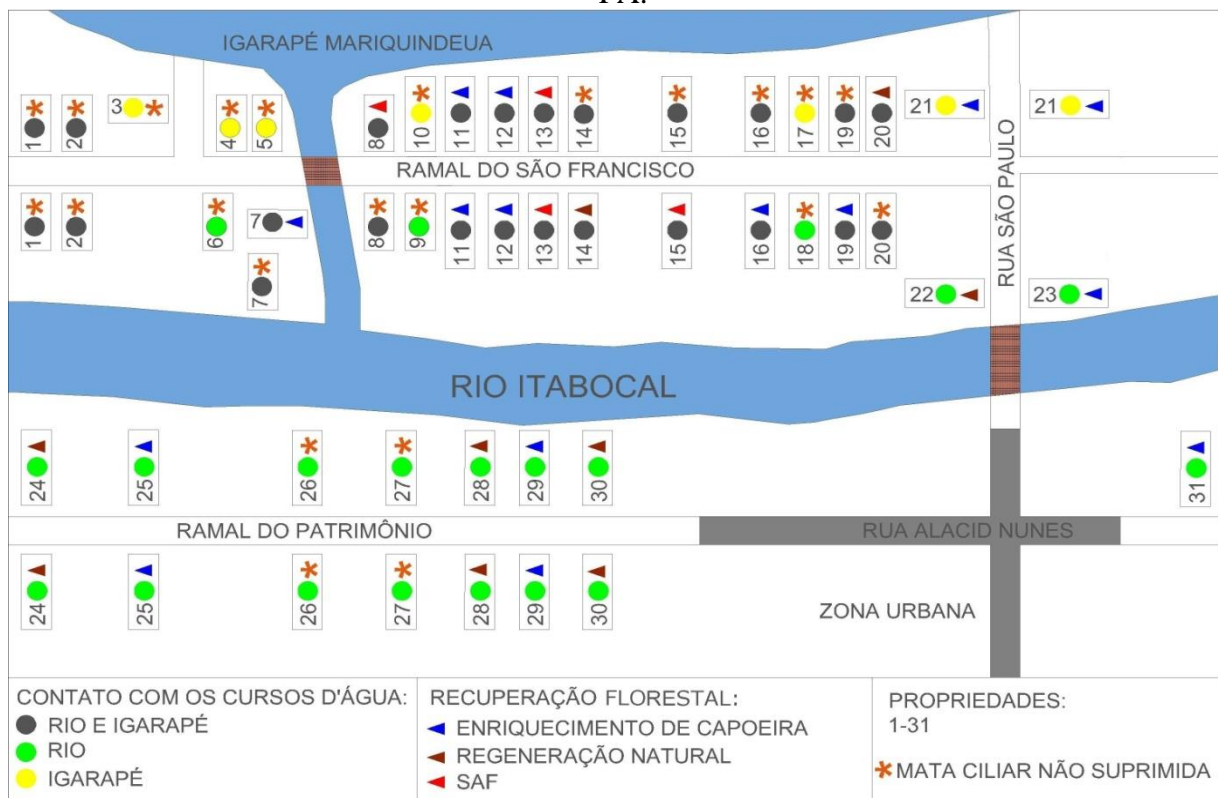 PA.
IGARAPÉ MARIQUINDEUA
1 2 3 4 5 8 10 11 12 13 14 15 16 17 19 20 21 21
RAMAL DO SÃO FRANCISCO
RUA SÃO PAULO
1 2 6 7 8 9 11 12 13 14 15 16 18 19 20
7
22 23
RIO ITABOCAL
24 25 26 27 28 29 30 31
RAMAL DO PATRIMÔNIO
RUA ALACID NUNES
24 25 26 27 28 29 30
ZONA URBANA
CONTATO COM OS CURSOS D'ÁGUA:
RIO E IGARAPÉ
RIO
IGARAPÉ
RECUPERAÇÃO FLORESTAL:
ENRIQUECIMENTO DE CAPOEIRA
REGENERAÇÃO NATURAL
SAF
PROPRIEDADES:
1-31
MATA CILIAR NÃO SUPRIMIDA